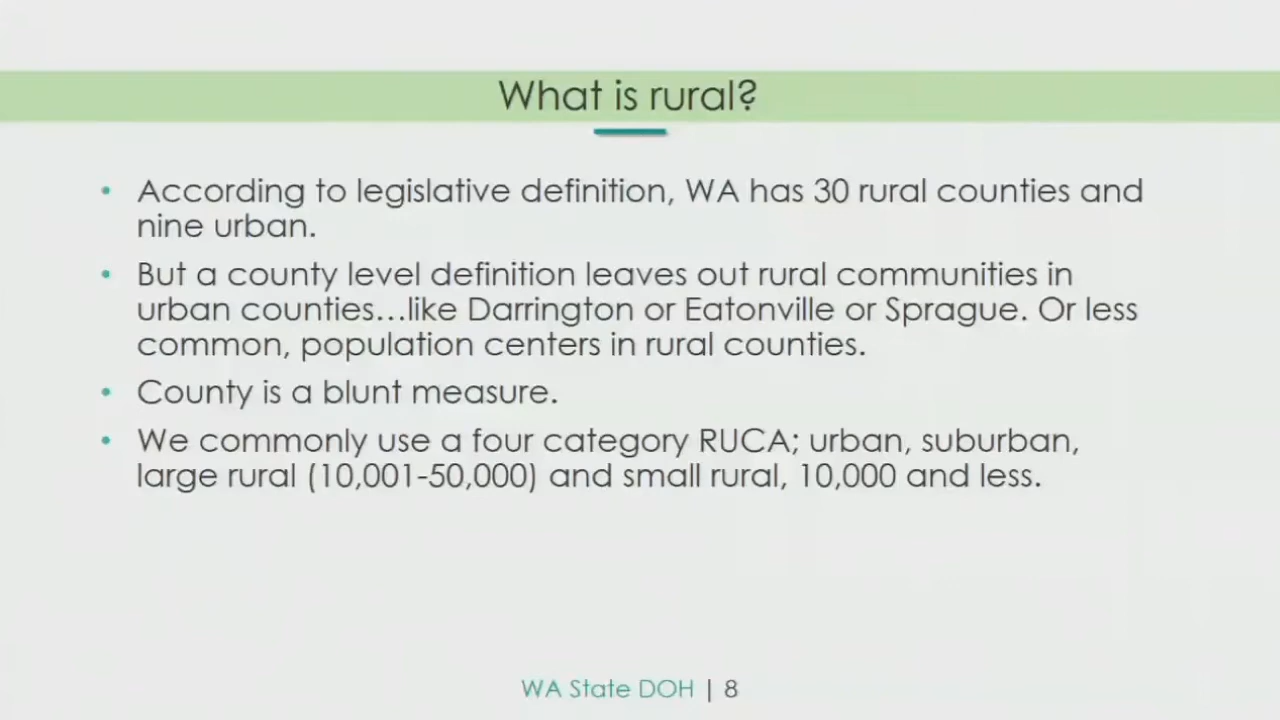 What is rural?
• According to legislative definition, WA has 30 rural counties and
nine urban.
• But a county level definition leaves out rural communities in
urban counties...like Darrington or Eatonville or Sprague. Or less
common, population centers in rural counties.
• County is a blunt measure.
• We commonly use a four category RUCA; urban, suburban,
large rural (10,001-50,000) and small rural, 10,000 and less.
WA State DOH | 8